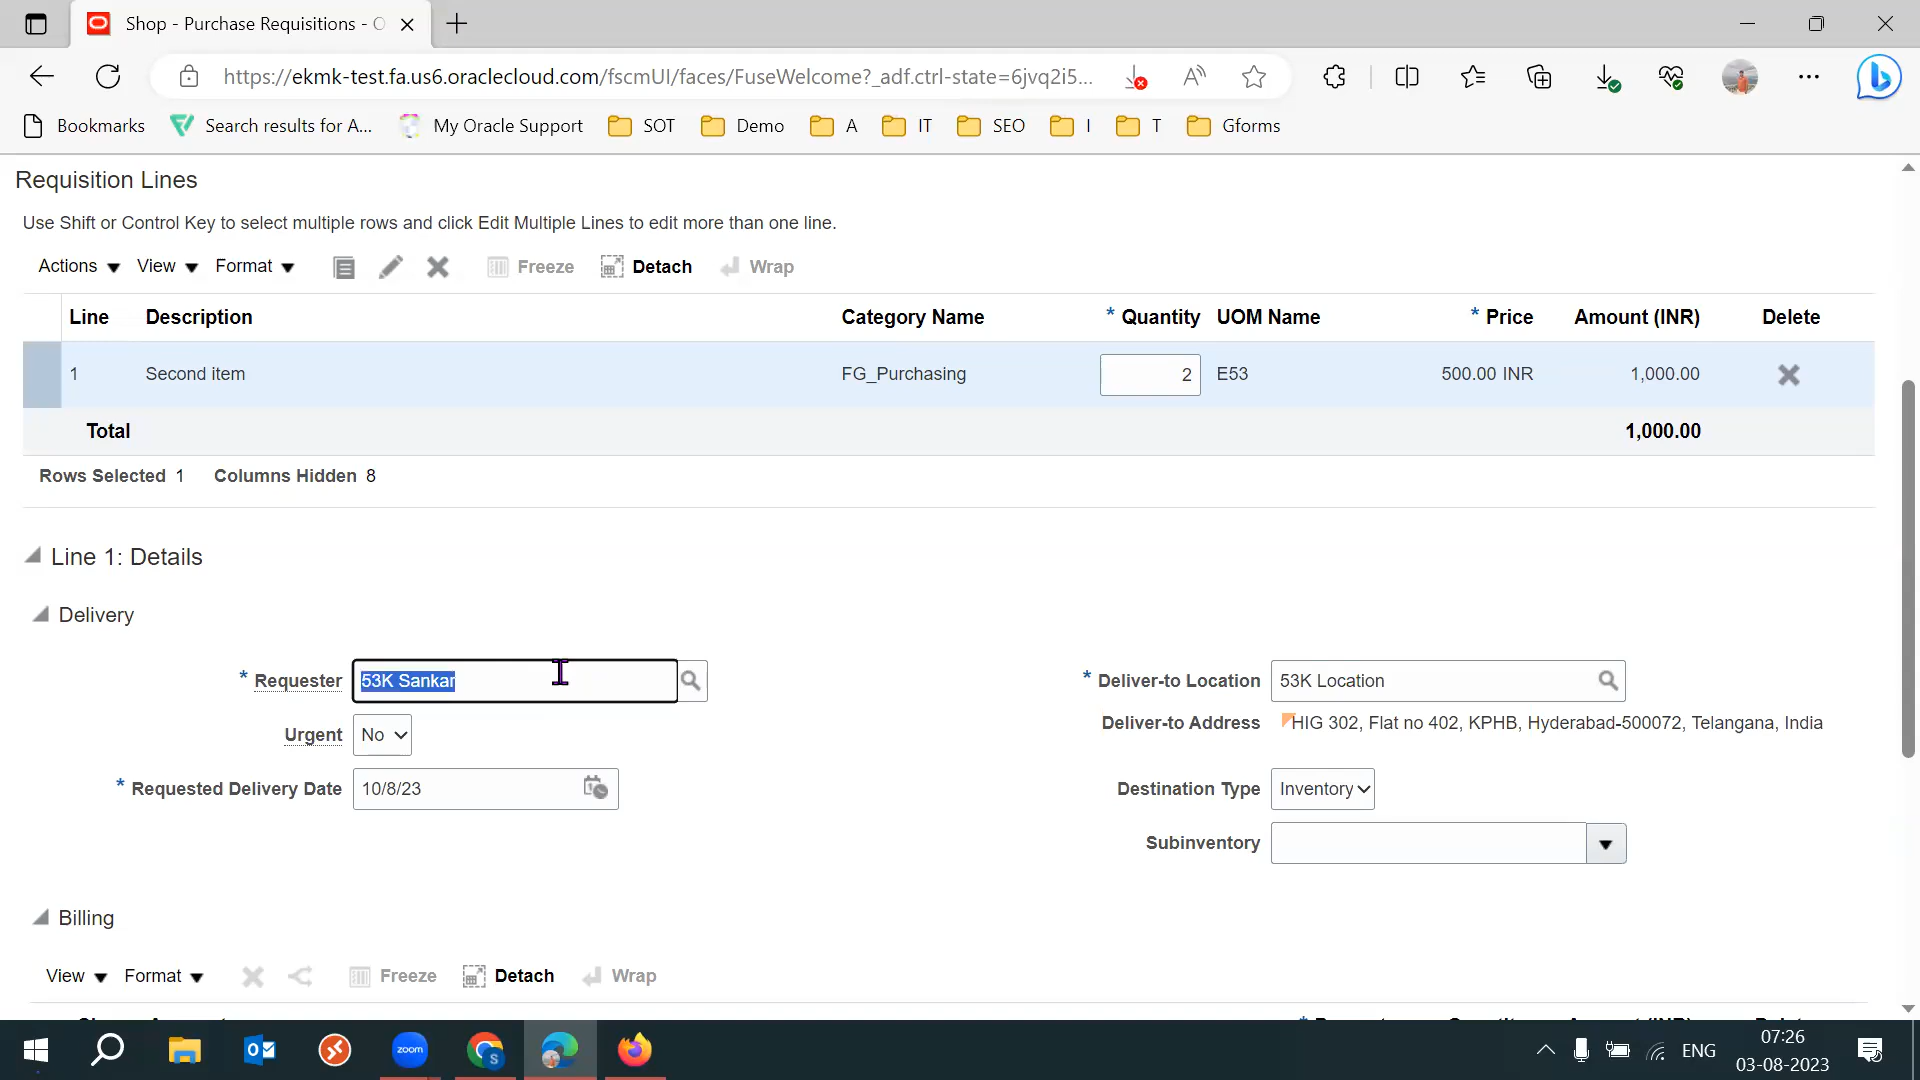 Shop - Purchase Requisitions - O
https://ekmk-test.fa.us6.oraclecloud.com/fscmUI/faces/FuseWelcome?_adf.ctrl-state=6jvq2i5...
Bookmarks Search results for A... My Oracle Support SOT Demo A IT SEO I T Gforms
Requisition Lines
Use Shift or Control Key to select multiple rows and click Edit Multiple Lines to edit more than one line.
Actions View Format Freeze Detach Wrap
Line Description Category Name * Quantity UOM Name * Price Amount (INR) Delete
1 Second item FG_Purchasing 2 E53 500.00 INR 1,000.00
Total 1,000.00
Rows Selected 1 Columns Hidden 8
Line 1: Details
Delivery
* Requester 53K Sankar * Deliver-to Location 53K Location
Urgent No Deliver-to Address HIG 302, Flat no 402, KPHB, Hyderabad-500072, Telangana, India
* Requested Delivery Date 10/8/23 Destination Type Inventory
Subinventory
Billing
View Format Freeze Detach Wrap
zoom S ENG 07:26
03-08-2023